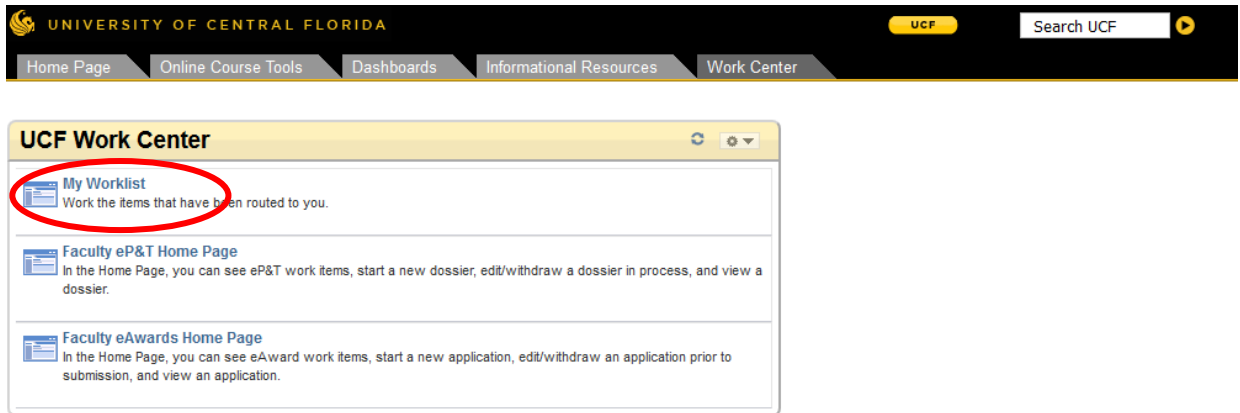 UNIVERSITY OF CENTRAL FLORIDA
UCF
Search UCF
Home Page
Online Course Tools
Dashboards
Informational Resources
Work Center
UCF Work Center
My Worklist
Work the items that have been routed to you.
Faculty eP&T Home Page
In the Home Page, you can see eP&T work items, start a new dossier, edit/withdraw a dossier in process, and view a
dossier.
Faculty eAwards Home Page
In the Home Page, you can see eAward work items, start a new application, edit/withdraw an application prior to
submission, and view an application.